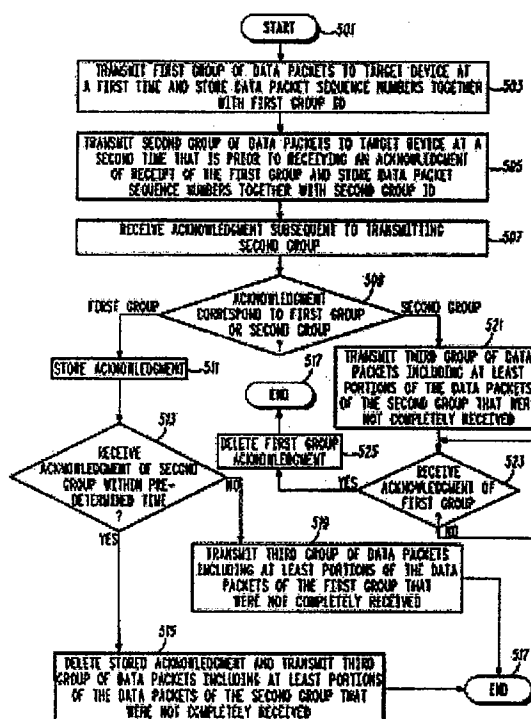 START
501
TRANSMIT FIRST GROUP OF DATA PACKETS TO TARGET DEVICE AT
A FIRST TIME AND STORE DATA PACKET SEQUENCE NUMBERS TOGETHER
WITH FIRST GROUP ID
503
TRANSMIT SECOND GROUP OF DATA PACKETS TO TARGET DEVICE AT A
SECOND TIME THAT IS PRIOR TO RECEIVING AN ACKNOWLEDGMENT
OF RECEIPT OF THE FIRST GROUP AND STORE DATA PACKET
SEQUENCE NUMBERS TOGETHER WITH SECOND GROUP ID
505
RECEIVE ACKNOWLEDGMENT SUBSEQUENT TO TRANSMITTING
SECOND GROUP
507
509
FIRST GROUP
ACKNOWLEDGMENT
CORRESPOND TO FIRST GROUP
OR SECOND GROUP
?
SECOND GROUP
STORE ACKNOWLEDGMENT
511
517
END
521
TRANSMIT THIRD GROUP OF DATA
PACKETS INCLUDING AT LEAST
PORTIONS OF THE DATA PACKETS
OF THE SECOND GROUP THAT WERE
NOT COMPLETELY RECEIVED
513
RECEIVE
ACKNOWLEDGMENT OF SECOND
GROUP WITHIN PRE-
DETERMINED TIME
?
NO
YES
DELETE FIRST GROUP
ACKNOWLEDGMENT
525
YES
RECEIVE
ACKNOWLEDGMENT OF
FIRST GROUP
?
523
NO
519
TRANSMIT THIRD GROUP OF DATA PACKETS
INCLUDING AT LEAST PORTIONS OF THE DATA
PACKETS OF THE FIRST GROUP THAT
WERE NOT COMPLETELY RECEIVED
515
DELETE STORED ACKNOWLEDGMENT AND TRANSMIT THIRD
GROUP OF DATA PACKETS INCLUDING AT LEAST PORTIONS
OF THE DATA PACKETS OF THE SECOND GROUP THAT
WERE NOT COMPLETELY RECEIVED
END
517